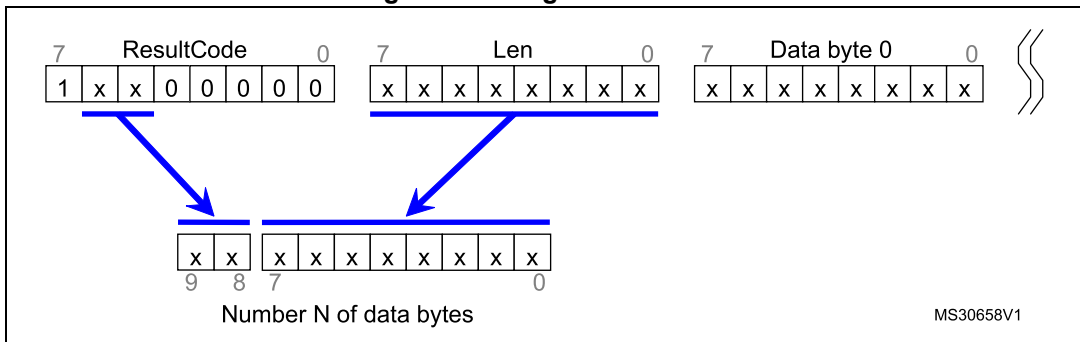 7 ResultCode 0 7 Len 0 7 Data byte 0 0
1 x x 0 0 0 0 0 x x x x x x x x x x x x x x x x
x x x x x x x x x x
9 8 7 0
Number N of data bytes
MS30658V1